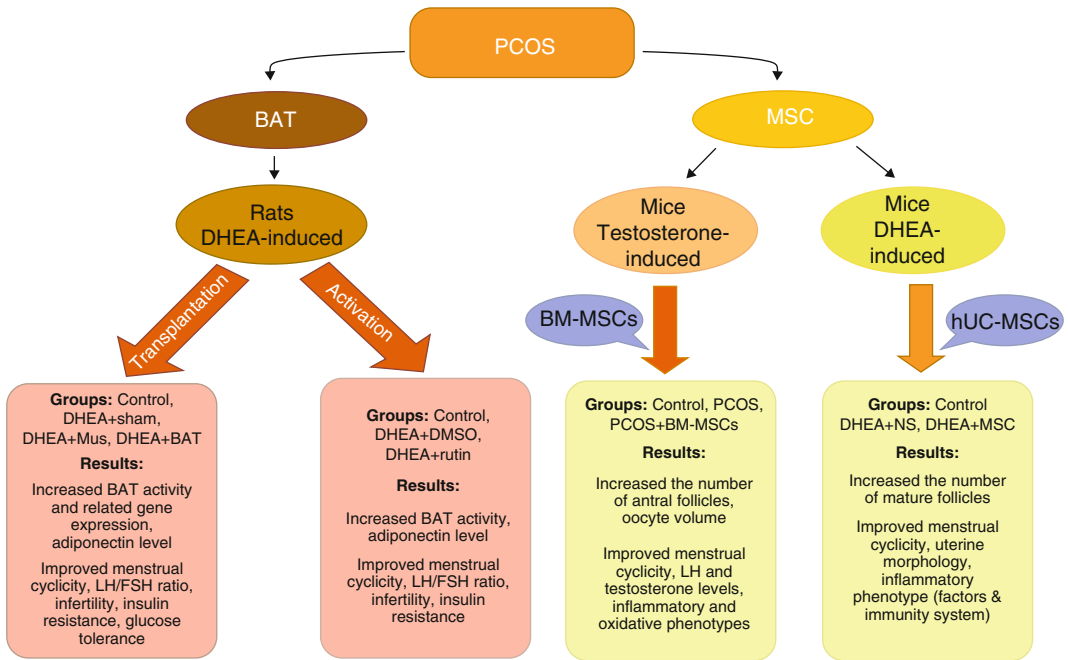 PCOS
BAT
MSC
Rats
DHEA-induced
Mice
Testosterone-
induced
Mice
DHEA-
induced
Transplantation
Activation
BM-MSCs
hUC-MSCs
Groups: Control,
DHEA+sham,
DHEA+Mus, DHEA+BAT
Results:
Increased BAT activity
and related gene
expression,
adiponectin level
Improved menstrual
cyclicity, LH/FSH ratio,
infertility, insulin
resistance, glucose
tolerance
Groups: Control,
DHEA+DMSO,
DHEA+rutin
Results:
Increased BAT activity,
adiponectin level
Improved menstrual
cyclicity, LH/FSH ratio,
infertility, insulin
resistance
Groups: Control, PCOS,
PCOS+BM-MSCs
Results:
Increased the number
of antral follicles,
oocyte volume
Improved menstrual
cyclicity, LH and
testosterone levels,
inflammatory and
oxidative phenotypes
Groups: Control
DHEA+NS, DHEA+MSC
Results:
Increased the number
of mature follicles
Improved menstrual
cyclicity, uterine
morphology,
inflammatory
phenotype (factors &
immunity system)